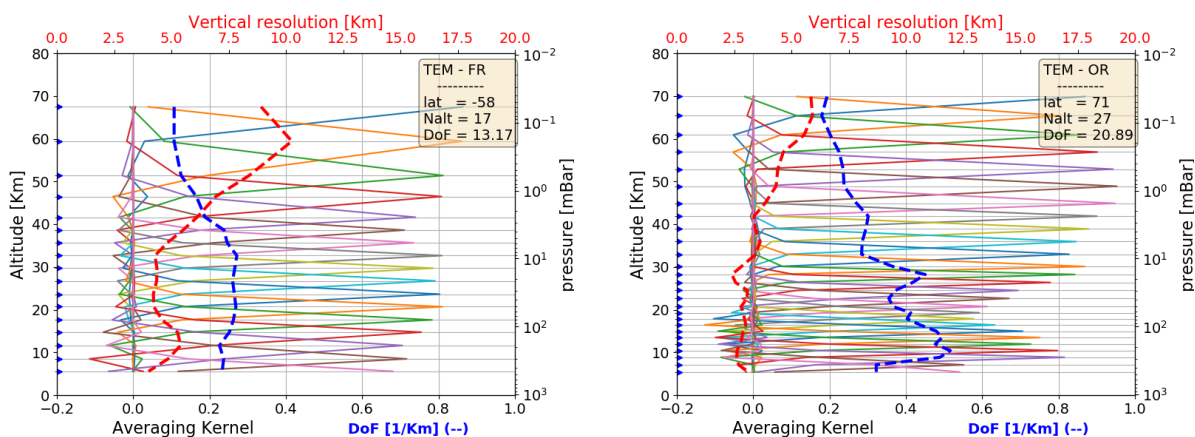 Vertical resolution [Km]
0.0 2.5 5.0 7.5 10.0 12.5 15.0 17.5 20.0
80
70
60
50
40
30
20
10
0
Altitude [Km]
TEM - FR
----------
lat = -58
Nalt = 17
DoF = 13.17
10⁻²
10⁻¹
10⁰
10¹
10²
10³
pressure [mBar]
−0.2 0.0 0.2 0.4 0.6 0.8 1.0
Averaging Kernel DoF [1/Km] (--)
Vertical resolution [Km]
0.0 2.5 5.0 7.5 10.0 12.5 15.0 17.5 20.0
80
70
60
50
40
30
20
10
0
Altitude [Km]
TEM - OR
----------
lat = 71
Nalt = 27
DoF = 20.89
10⁻²
10⁻¹
10⁰
10¹
10²
10³
pressure [mBar]
−0.2 0.0 0.2 0.4 0.6 0.8 1.0
Averaging Kernel DoF [1/Km] (--)